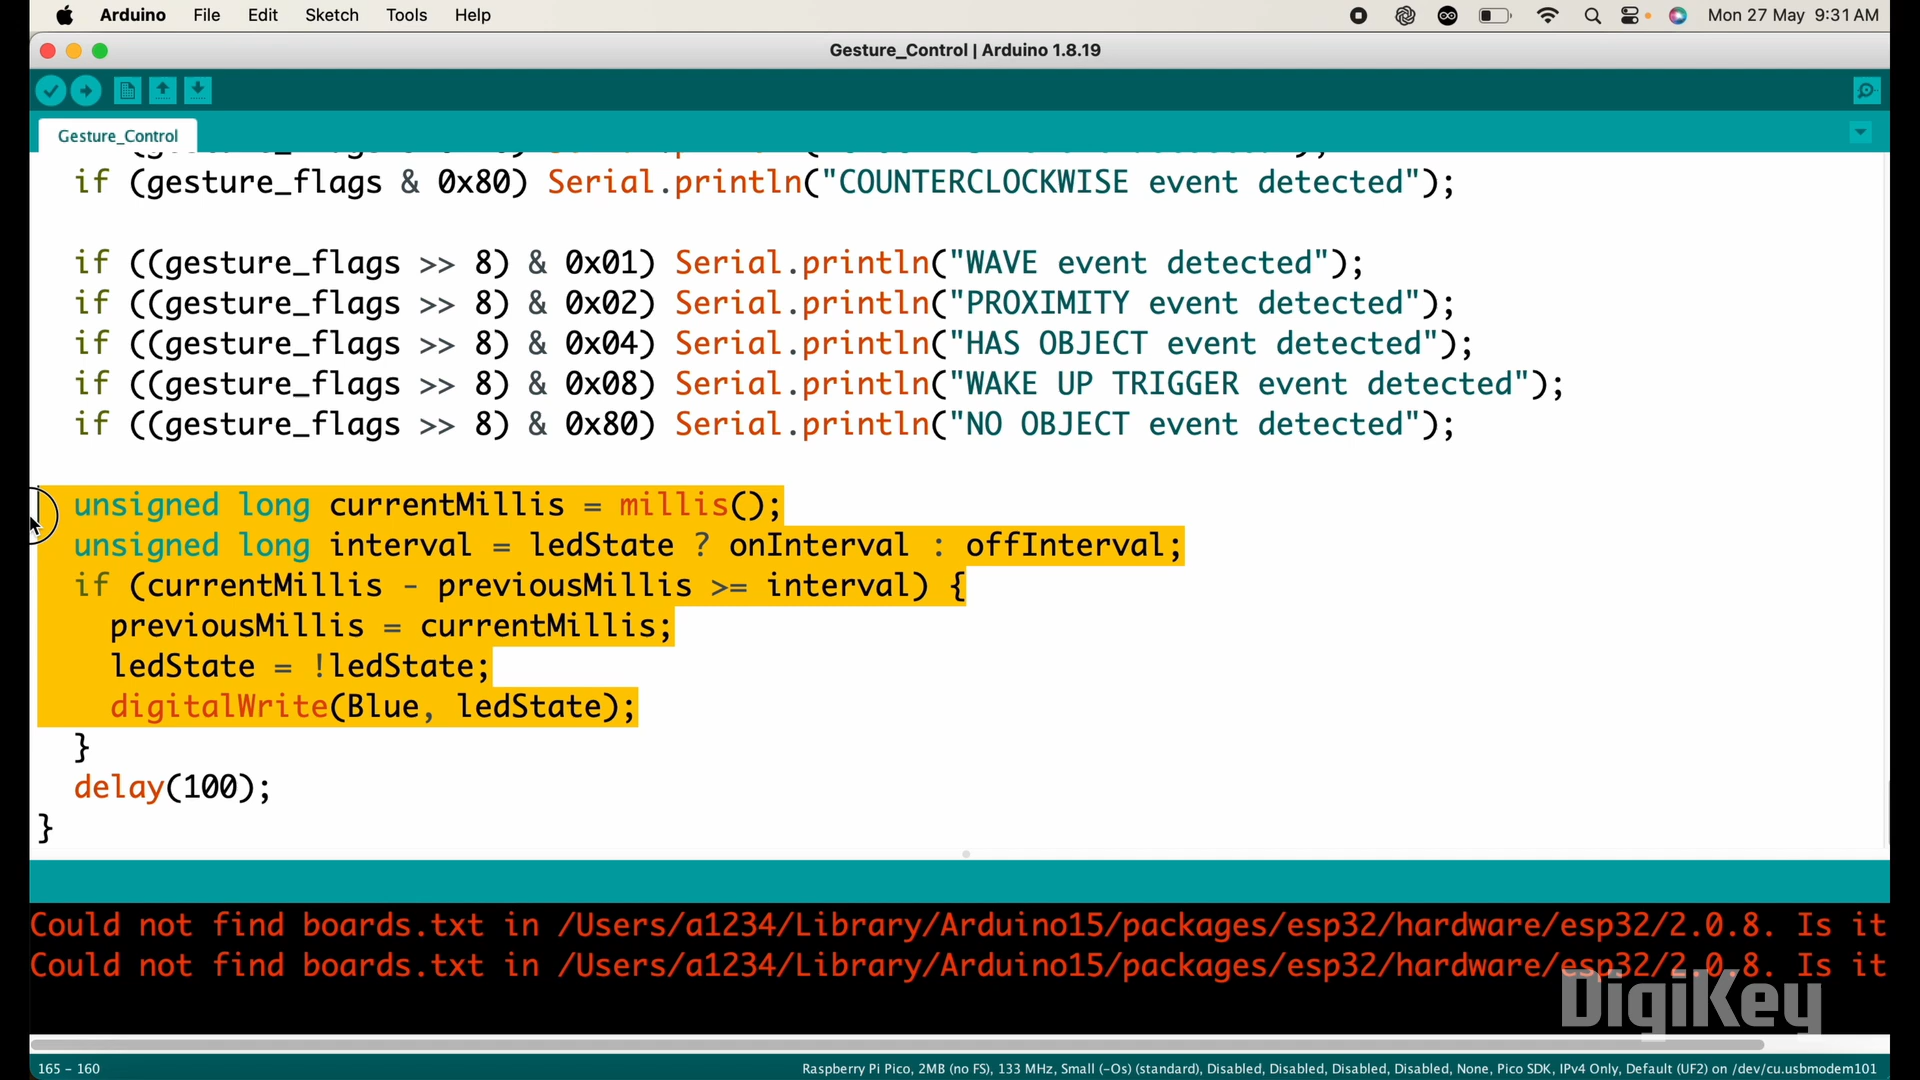 Arduino File Edit Sketch Tools Help Mon 27 May 9:31 AM
Gesture_Control | Arduino 1.8.19
Gesture_Control
if (gesture_flags & 0x80) Serial.println("COUNTERCLOCKWISE event detected");
if ((gesture_flags >> 8) & 0x01) Serial.println("WAVE event detected");
if ((gesture_flags >> 8) & 0x02) Serial.println("PROXIMITY event detected");
if ((gesture_flags >> 8) & 0x04) Serial.println("HAS OBJECT event detected");
if ((gesture_flags >> 8) & 0x08) Serial.println("WAKE UP TRIGGER event detected");
if ((gesture_flags >> 8) & 0x80) Serial.println("NO OBJECT event detected");
unsigned long currentMillis = millis();
unsigned long interval = ledState ? onInterval : offInterval;
if (currentMillis - previousMillis >= interval) {
previousMillis = currentMillis;
ledState = !ledState;
digitalWrite(Blue, ledState);
}
delay(100);
}
Could not find boards.txt in /Users/a1234/Library/Arduino15/packages/esp32/hardware/esp32/2.0.8. Is it
Could not find boards.txt in /Users/a1234/Library/Arduino15/packages/esp32/hardware/esp32/2.0.8. Is it
DigiKey
165 - 160 Raspberry Pi Pico, 2MB (no FS), 133 MHz, Small (-Os) (standard), Disabled, Disabled, Disabled, Disabled, None, Pico SDK, IPv4 Only, Default (UF2) on /dev/cu.usbmodem101